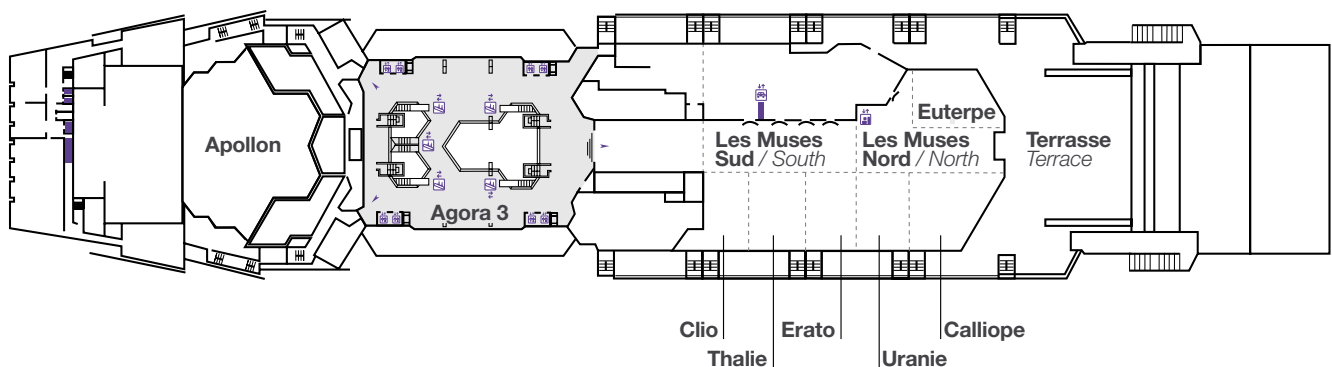 Apollon
Agora 3
Les Muses
Sud / South
Les Muses
Nord / North
Euterpe
Terrasse
Terrace
Clio
Thalie
Erato
Uranie
Calliope